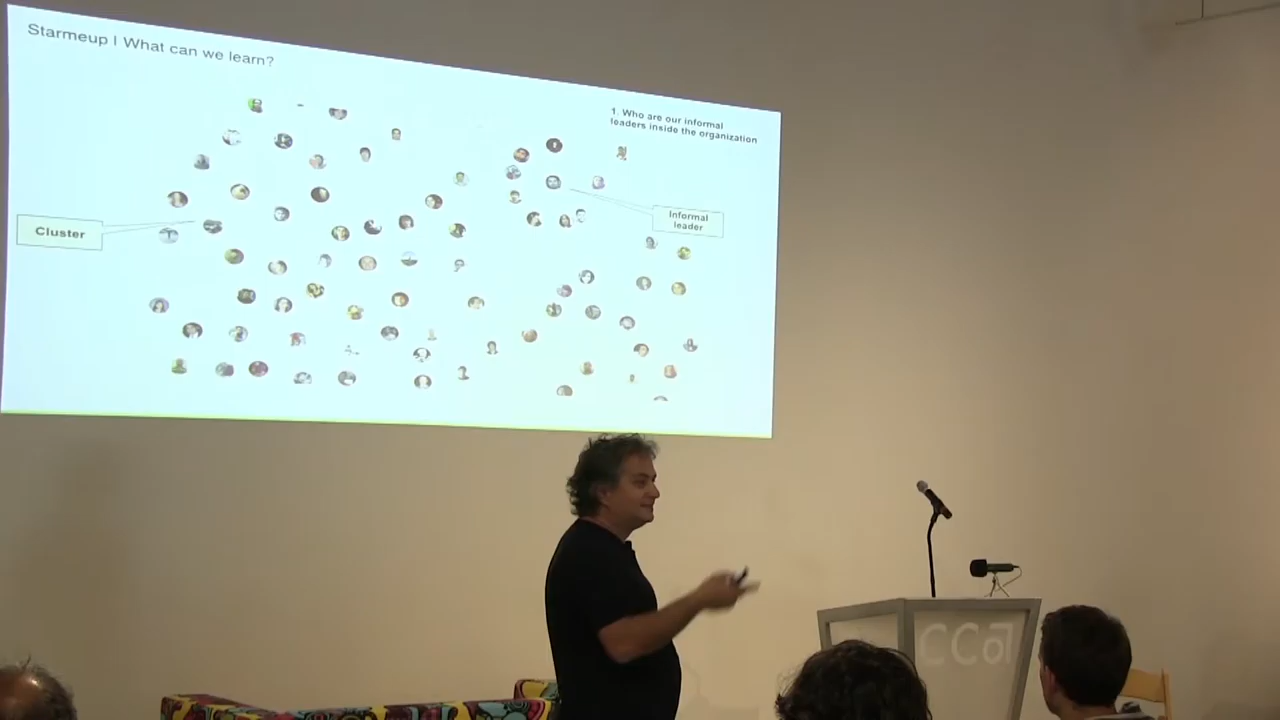 Starmeup I What can we learn?
1. Who are our informal
leaders inside the organization
Cluster
Informal
leader